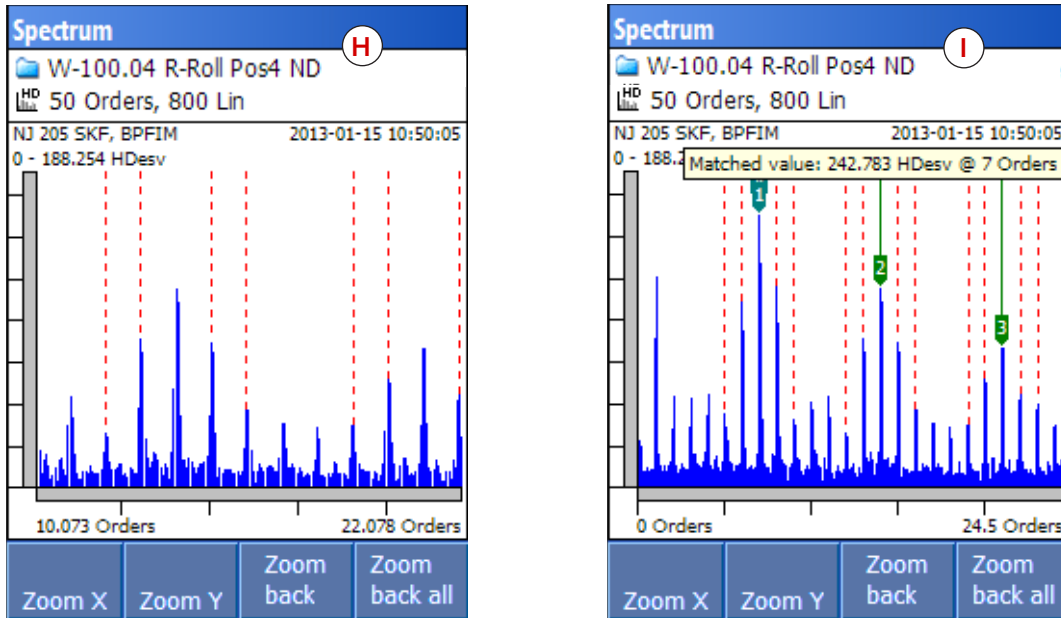 Spectrum
H
W-100.04 R-Roll Pos4 ND
HD 50 Orders, 800 Lin
NJ 205 SKF, BPFIM 2013-01-15 10:50:05
0 - 188.254 HDesv
10.073 Orders 22.078 Orders
Zoom X Zoom Y Zoom back Zoom back all
Spectrum
I
W-100.04 R-Roll Pos4 ND
HD 50 Orders, 800 Lin
NJ 205 SKF, BPFIM 2013-01-15 10:50:05
0 - 188.2
Matched value: 242.783 HDesv @ 7 Orders
1
2
3
0 Orders 24.5 Orders
Zoom X Zoom Y Zoom back Zoom back all